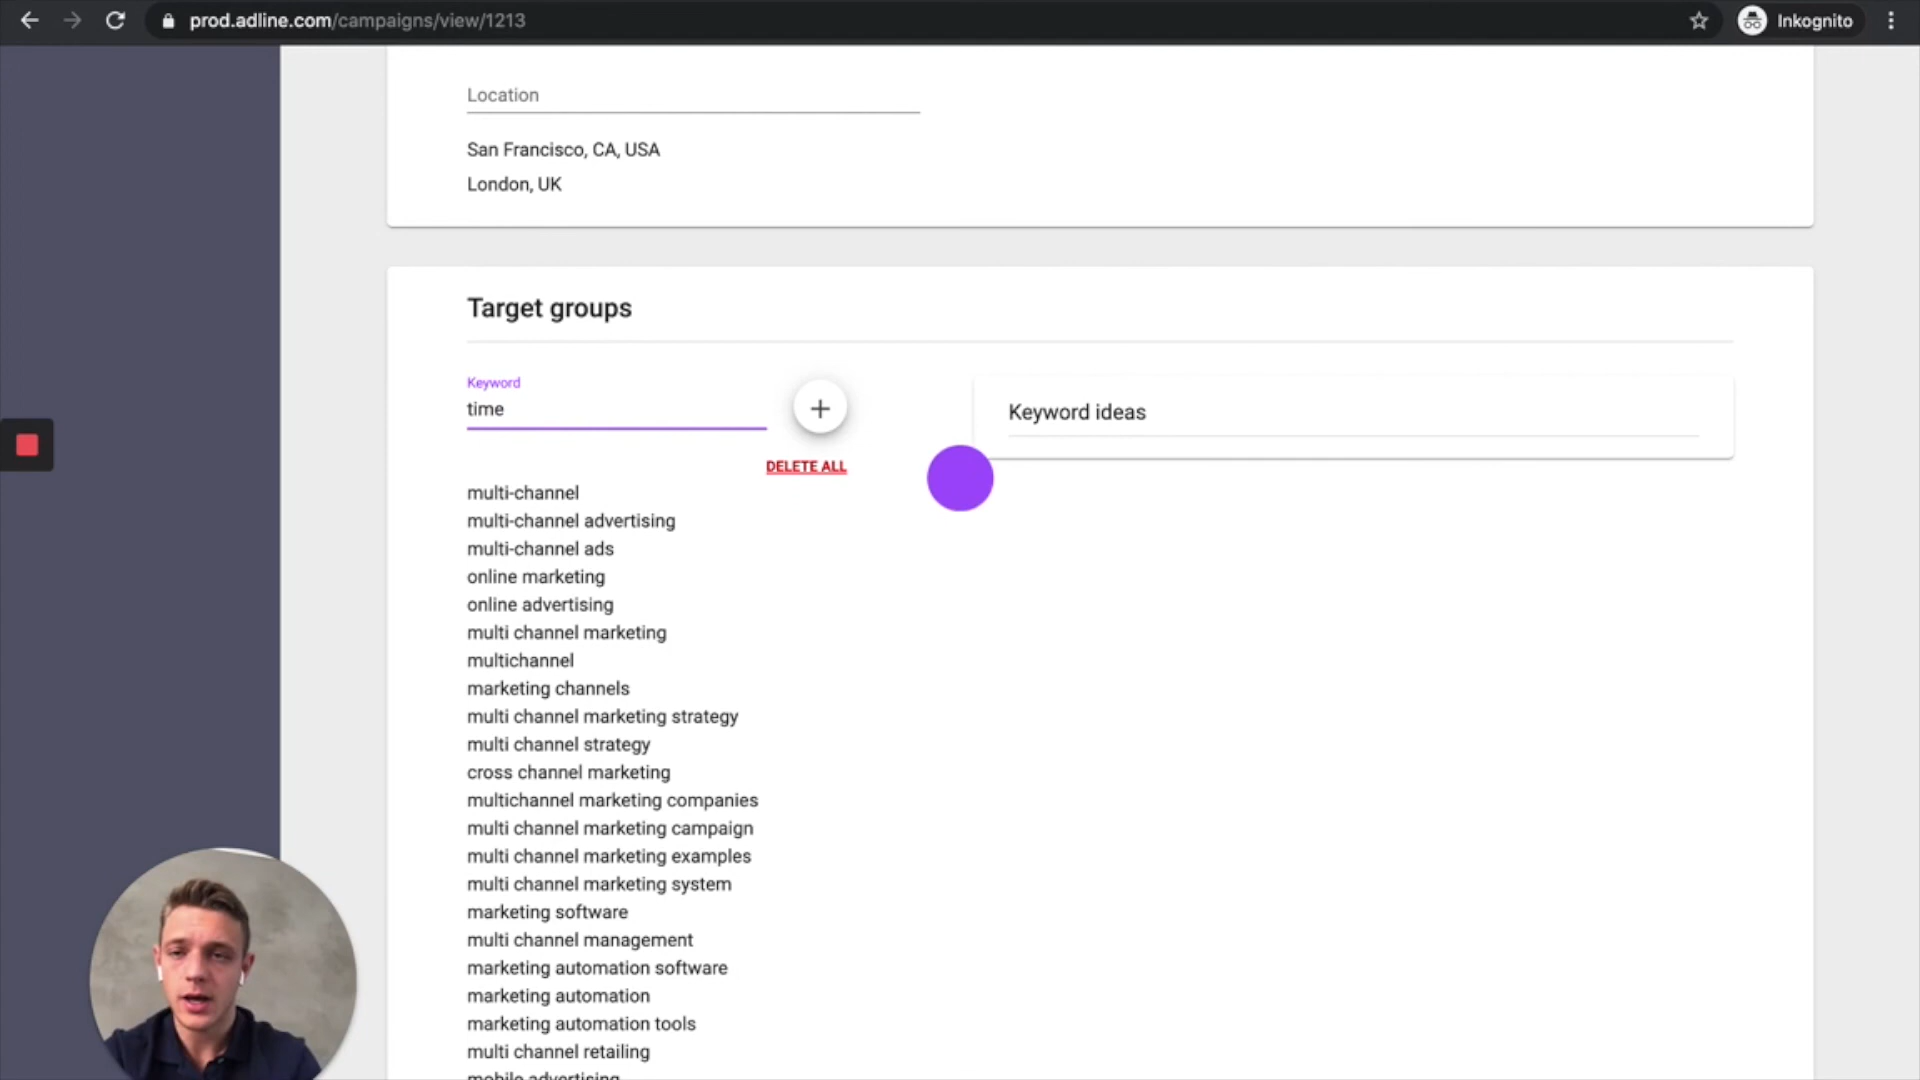 prod.adline.com/campaigns/view/1213
Inkognito
Location
San Francisco, CA, USA
London, UK
Target groups
Keyword
time
Keyword ideas
DELETE ALL
multi-channel
multi-channel advertising
multi-channel ads
online marketing
online advertising
multi channel marketing
multichannel
marketing channels
multi channel marketing strategy
multi channel strategy
cross channel marketing
multichannel marketing companies
multi channel marketing campaign
multi channel marketing examples
multi channel marketing system
marketing software
multi channel management
marketing automation software
marketing automation
marketing automation tools
multi channel retailing
mobile advertising